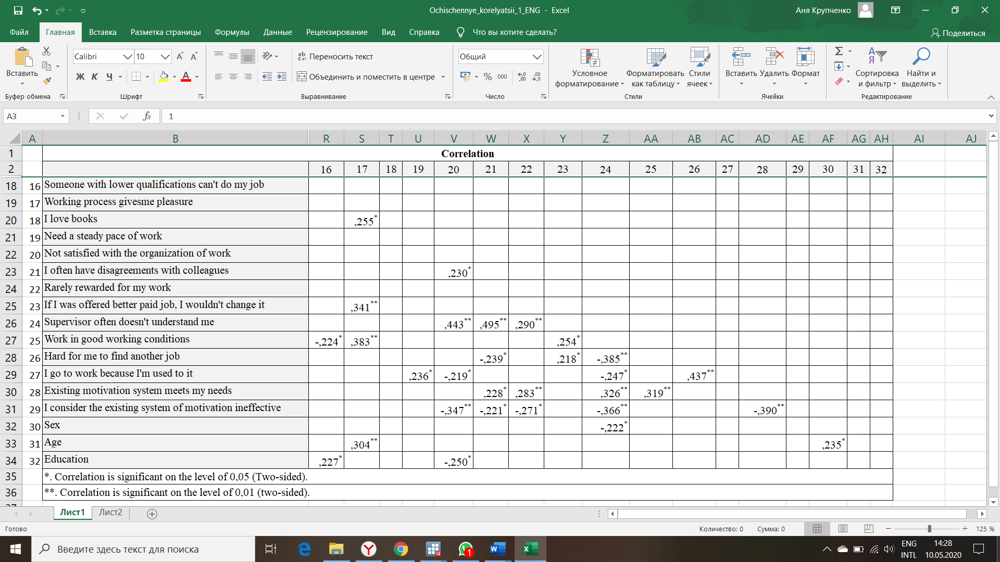 Ochischennye_korelyatsii_1_ENG - Excel
Аня Крупченко
Файл Главная Вставка Разметка страницы Формулы Данные Рецензирование Вид Справка Что вы хотите сделать? Поделиться
Вставить
Calibri 10
Ж К Ч
Переносить текст
Объединить и поместить в центре
Общий
% 000
Условное форматирование
Форматировать как таблицу
Стили ячеек
Вставить Удалить Формат
Сортировка и фильтр
Найти и выделить
Буфер обмена Шрифт Выравнивание Число Стили Ячейки Редактирование
A3 fx 1
A B R S T U V W X Y Z AA AB AC AD AE AF AG AH AI AJ
1 Correlation
2 16 17 18 19 20 21 22 23 24 25 26 27 28 29 30 31 32
18 16 Someone with lower qualifications can't do my job
19 17 Working process givesme pleasure
20 18 I love books ,255*
21 19 Need a steady pace of work
22 20 Not satisfied with the organization of work
23 21 I often have disagreements with colleagues ,230*
24 22 Rarely rewarded for my work
25 23 If I was offered better paid job, I wouldn't change it ,341**
26 24 Supervisor often doesn't understand me ,443** ,495** ,290**
27 25 Work in good working conditions -,224* ,383** ,254*
28 26 Hard for me to find another job -,239* ,218* -,385**
29 27 I go to work because I'm used to it ,236* -,219* -,247* ,437**
30 28 Existing motivation system meets my needs ,228* ,283** ,326** ,319**
31 29 I consider the existing system of motivation ineffective -,347** -,221* -,271* -,366** -,390**
32 30 Sex -,222*
33 31 Age ,304** ,235*
34 32 Education ,227* -,250*
35 *. Correlation is significant on the level of 0,05 (Two-sided).
36 **. Correlation is significant on the level of 0,01 (two-sided).
Лист1 Лист2
Готово Количество: 0 Сумма: 0 125 %
Введите здесь текст для поиска
1
ENG
INTL
14:28
10.05.2020